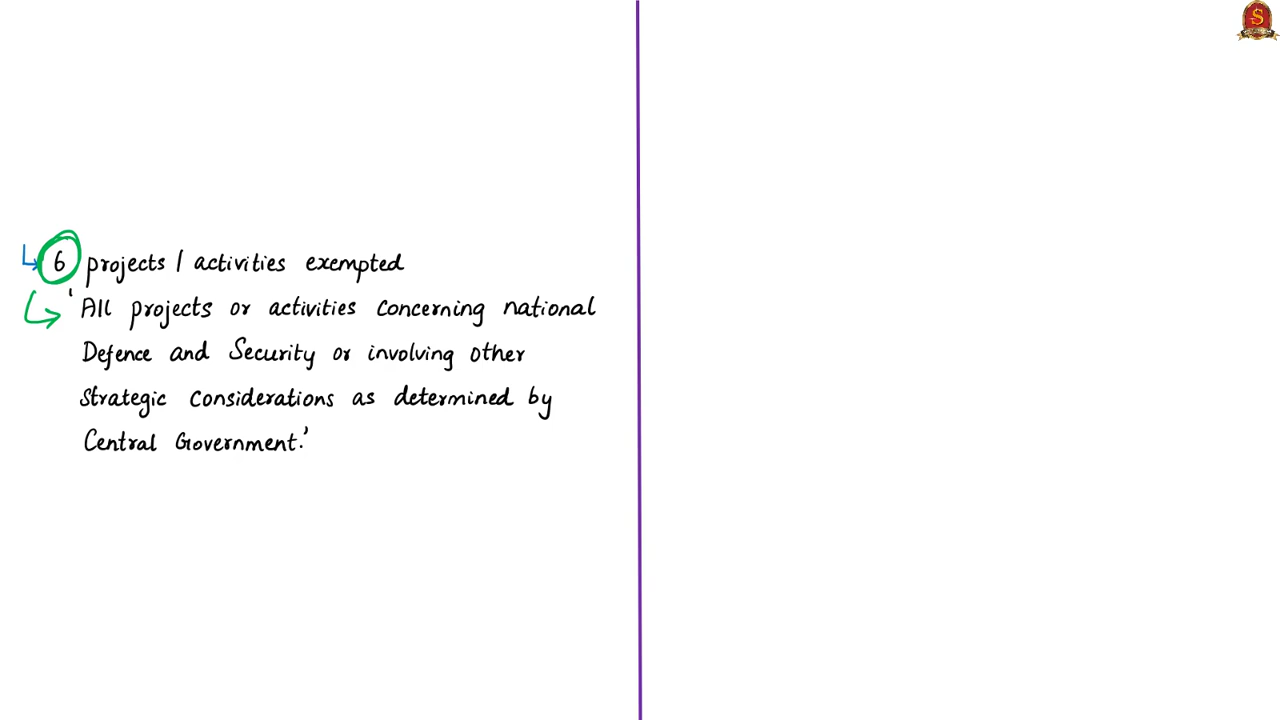 6 projects / activities exempted
'All projects or activities concerning national
Defence and Security or involving other
Strategic Considerations as determined by
Central Government.'
S